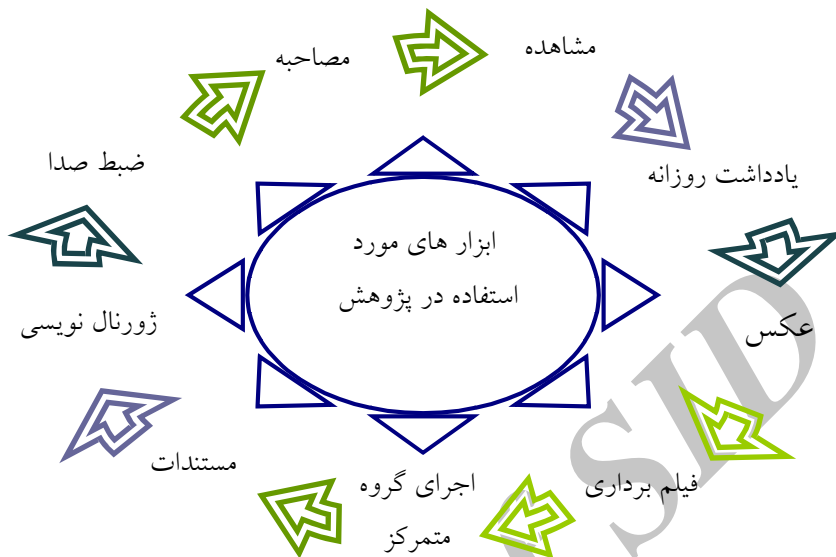 مشاهده
مصاحبه
یادداشت روزانه
ضبط صدا
ابزار های مورد
استفاده در پژوهش
عکس
ژورنال نویسی
فیلم برداری
اجرای گروه
متمرکز
مستندات
SID